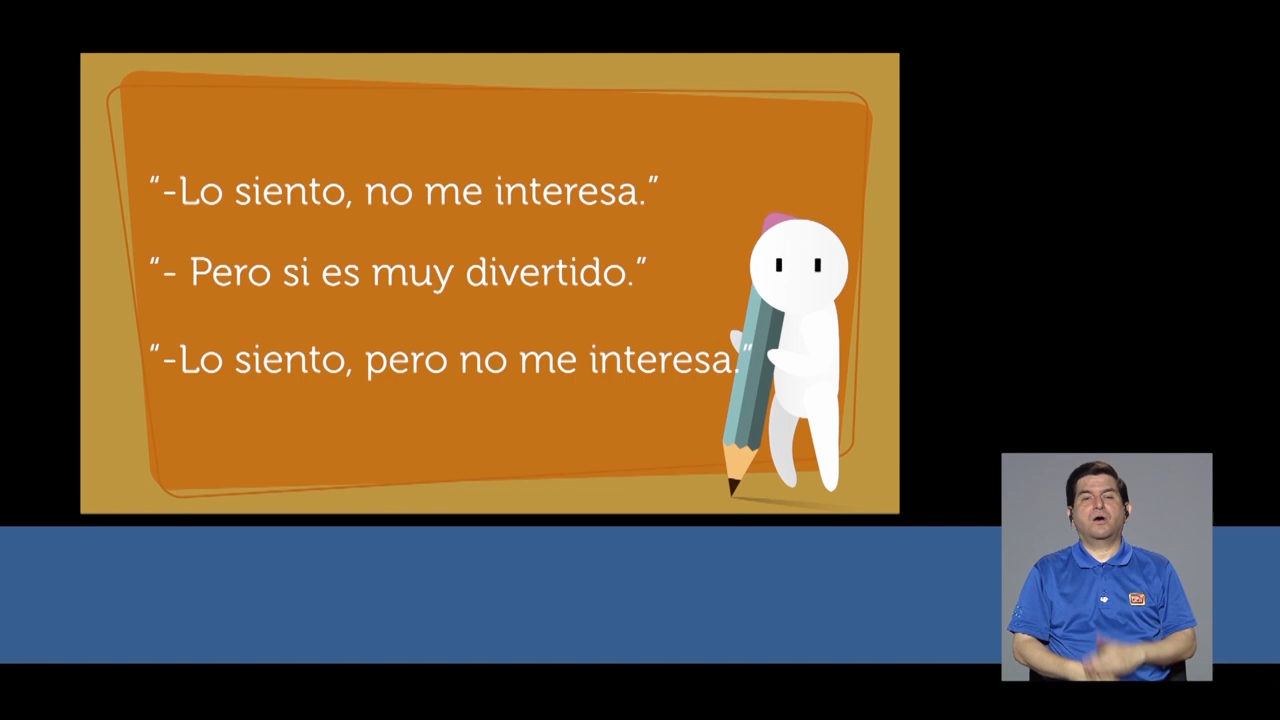 “-Lo siento, no me interesa.”
“- Pero si es muy divertido.”
“-Lo siento, pero no me interesa.”